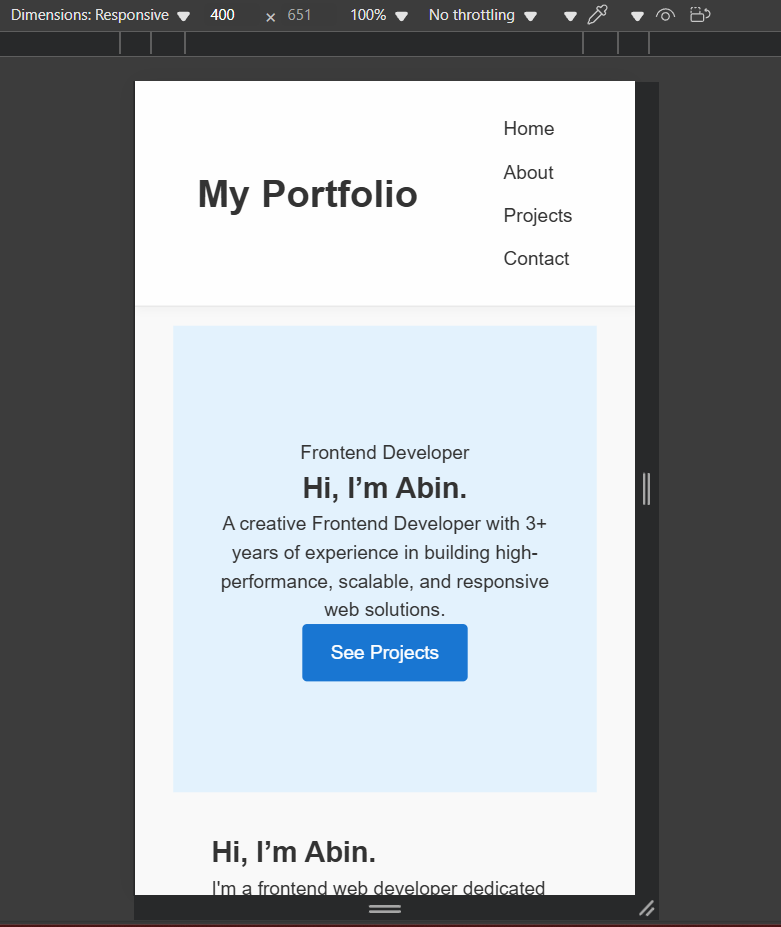 Dimensions: Responsive 400 × 651 100% No throttling
Home
About
My Portfolio
Projects
Contact
Frontend Developer
Hi, I’m Abin.
A creative Frontend Developer with 3+
years of experience in building high-
performance, scalable, and responsive
web solutions.
See Projects
Hi, I’m Abin.
I'm a frontend web developer dedicated